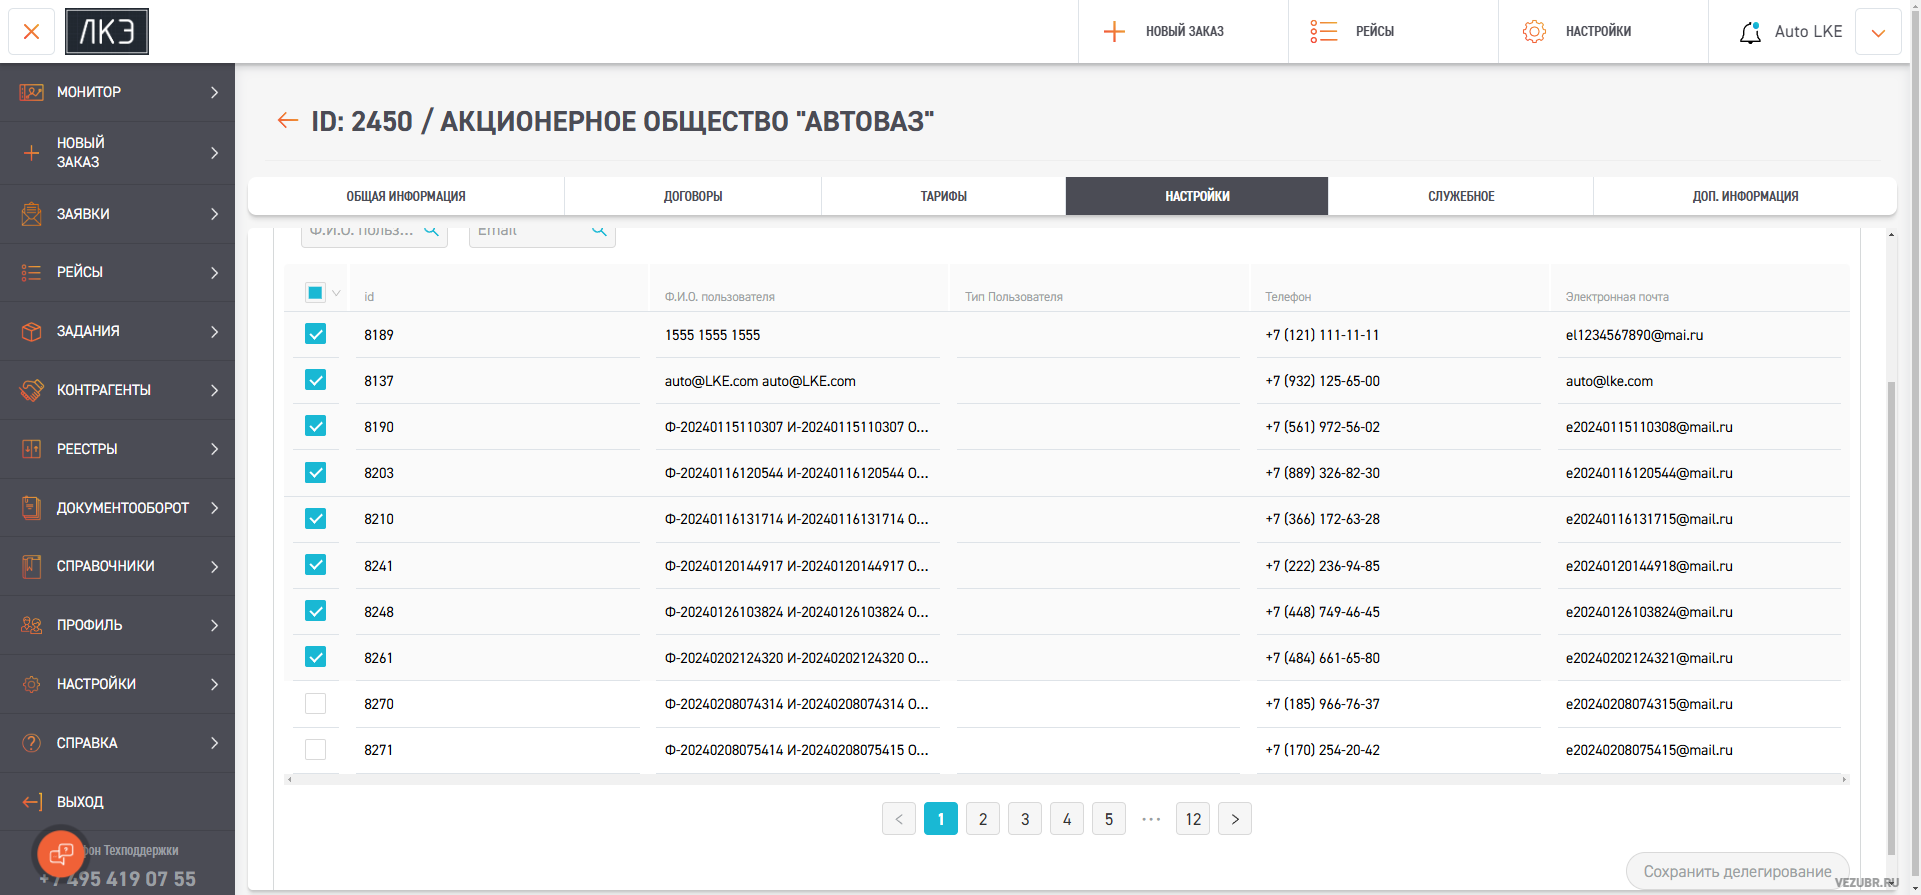 ЛКЭ
НОВЫЙ ЗАКАЗ
РЕЙСЫ
НАСТРОЙКИ
Auto LKE
МОНИТОР
НОВЫЙ
ЗАКАЗ
ЗАЯВКИ
РЕЙСЫ
ЗАДАНИЯ
КОНТРАГЕНТЫ
РЕЕСТРЫ
ДОКУМЕНТООБОРОТ
СПРАВОЧНИКИ
ПРОФИЛЬ
НАСТРОЙКИ
СПРАВКА
ВЫХОД
фон Техподдержки
+7 495 419 07 55
ID: 2450 / АКЦИОНЕРНОЕ ОБЩЕСТВО "АВТОВАЗ"
ОБЩАЯ ИНФОРМАЦИЯ ДОГОВОРЫ ТАРИФЫ НАСТРОЙКИ СЛУЖЕБНОЕ ДОП. ИНФОРМАЦИЯ
Ф.И.О. польз... Email
id Ф.И.О. пользователя Тип Пользователя Телефон Электронная почта
8189 1555 1555 1555 +7 (121) 111-11-11 el1234567890@mai.ru
8137 auto@LKE.com auto@LKE.com +7 (932) 125-65-00 auto@lke.com
8190 Ф-20240115110307 И-20240115110307 О... +7 (561) 972-56-02 e20240115110308@mail.ru
8203 Ф-20240116120544 И-20240116120544 О... +7 (889) 326-82-30 e20240116120544@mail.ru
8210 Ф-20240116131714 И-20240116131714 О... +7 (366) 172-63-28 e20240116131715@mail.ru
8241 Ф-20240120144917 И-20240120144917 О... +7 (222) 236-94-85 e20240120144918@mail.ru
8248 Ф-20240126103824 И-20240126103824 О... +7 (448) 749-46-45 e20240126103824@mail.ru
8261 Ф-20240202124320 И-20240202124320 О... +7 (484) 661-65-80 e20240202124321@mail.ru
8270 Ф-20240208074314 И-20240208074314 О... +7 (185) 966-76-37 e20240208074315@mail.ru
8271 Ф-20240208075414 И-20240208075415 О... +7 (170) 254-20-42 e20240208075415@mail.ru
< 1 2 3 4 5 ••• 12 >
Сохранить делегирование
VEZUBR.RU